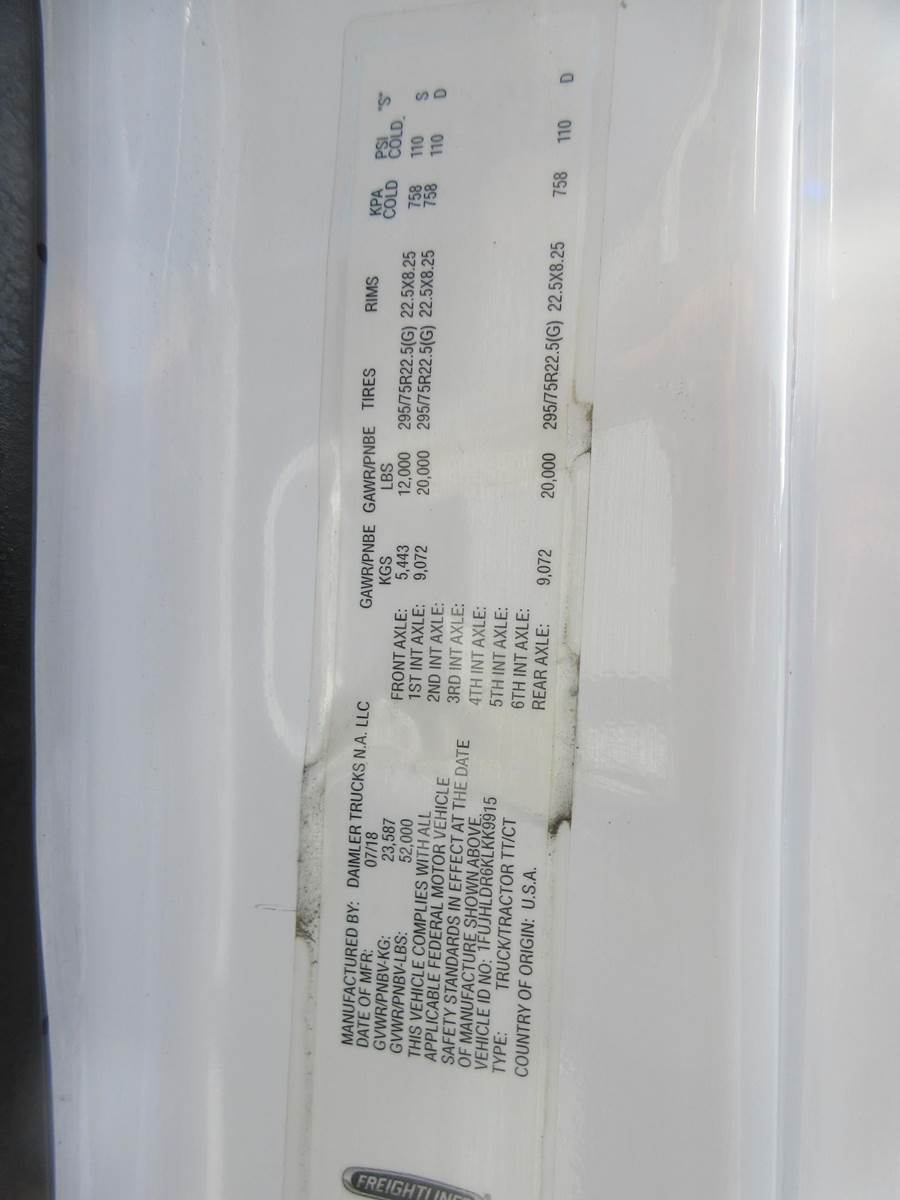 FREIGHTLINER
MANUFACTURED BY: DAIMLER TRUCKS N.A. LLC
DATE OF MFR: 07/18
GVWR/PNBV-KG: 23,587
GVWR/PNBV-LBS: 52,000
THIS VEHICLE COMPLIES WITH ALL
APPLICABLE FEDERAL MOTOR VEHICLE
SAFETY STANDARDS IN EFFECT AT THE DATE
OF MANUFACTURE SHOWN ABOVE.
VEHICLE ID NO: 1FUJHLDR6KLKK9915
TYPE: TRUCK/TRACTOR TT/CT
COUNTRY OF ORIGIN: U.S.A.
GAWR/PNBE GAWR/PNBE TIRES RIMS KPA PSI "S"
KGS LBS COLD COLD.
FRONT AXLE: 5,443 12,000 295/75R22.5(G) 22.5X8.25 758 110 S
1ST INT AXLE: 9,072 20,000 295/75R22.5(G) 22.5X8.25 758 110 D
2ND INT AXLE:
3RD INT AXLE:
4TH INT AXLE:
5TH INT AXLE:
6TH INT AXLE:
REAR AXLE: 9,072 20,000 295/75R22.5(G) 22.5X8.25 758 110 D